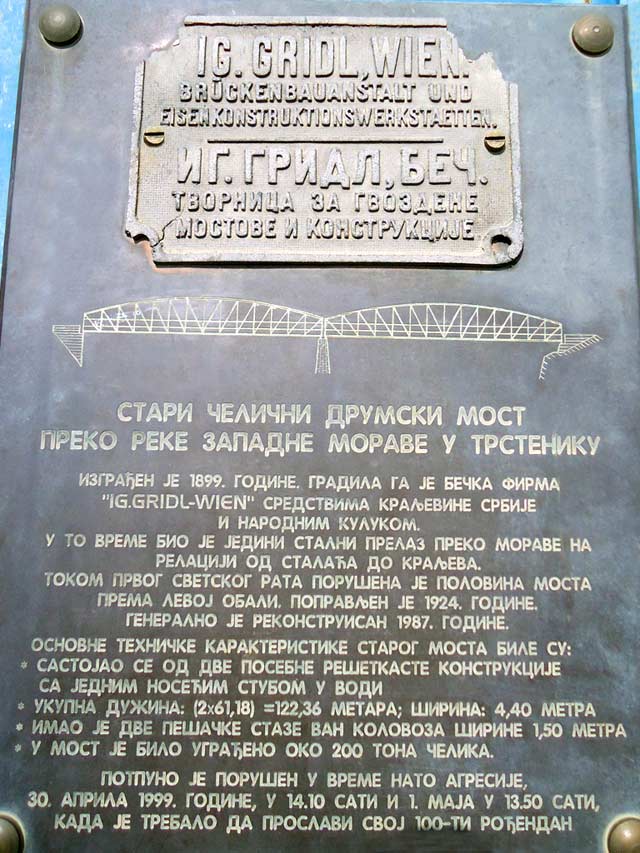 IG. GRIDL, WIEN.
BRÜCKENBAUANSTALT UND
EISENKONSTRUKTIONSWERKSTAETTEN.
ИГ. ГРИДЛ, БЕЧ.
ТВОРНИЦА ЗА ГВОЗДЕНЕ
МОСТОВЕ И КОНСТРУКЦИЈЕ
СТАРИ ЧЕЛИЧНИ ДРУМСКИ МОСТ
ПРЕКО РЕКЕ ЗАПАДНЕ МОРАВЕ У ТРСТЕНИКУ
ИЗГРАЂЕН ЈЕ 1899. ГОДИНЕ. ГРАДИЛА ГА ЈЕ БЕЧКА ФИРМА
"IG.GRIDL-WIEN" СРЕДСТВИМА КРАЉЕВИНЕ СРБИЈЕ
И НАРОДНИМ КУЛУКОМ.
У ТО ВРЕМЕ БИО ЈЕ ЈЕДИНИ СТАЛНИ ПРЕЛАЗ ПРЕКО МОРАВЕ НА
РЕЛАЦИЈИ ОД СТАЛАЋА ДО КРАЉЕВА.
ТОКОМ ПРВОГ СВЕТСКОГ РАТА ПОРУШЕНА ЈЕ ПОЛОВИНА МОСТА
ПРЕМА ЛЕВОЈ ОБАЛИ. ПОПРАВЉЕН ЈЕ 1924. ГОДИНЕ.
ГЕНЕРАЛНО ЈЕ РЕКОНСТРУИСАН 1987. ГОДИНЕ.
ОСНОВНЕ ТЕХНИЧКЕ КАРАКТЕРИСТИКЕ СТАРОГ МОСТА БИЛЕ СУ:
* САСТОЈАО СЕ ОД ДВЕ ПОСЕБНЕ РЕШЕТКАСТЕ КОНСТРУКЦИЈЕ
СА ЈЕДНИМ НОСЕЋИМ СТУБОМ У ВОДИ
* УКУПНА ДУЖИНА: (2x61,18) =122,36 МЕТАРА; ШИРИНА: 4,40 МЕТРА
* ИМАО ЈЕ ДВЕ ПЕШАЧКЕ СТАЗЕ ВАН КОЛОВОЗА ШИРИНЕ 1,50 МЕТРА
* У МОСТ ЈЕ БИЛО УГРАЂЕНО ОКО 200 ТОНА ЧЕЛИКА.
ПОТПУНО ЈЕ ПОРУШЕН У ВРЕМЕ НАТО АГРЕСИЈЕ,
30. АПРИЛА 1999. ГОДИНЕ, У 14.10 САТИ И 1. МАЈА У 13.50 САТИ,
КАДА ЈЕ ТРЕБАЛО ДА ПРОСЛАВИ СВОЈ 100-ТИ РОЂЕНДАН